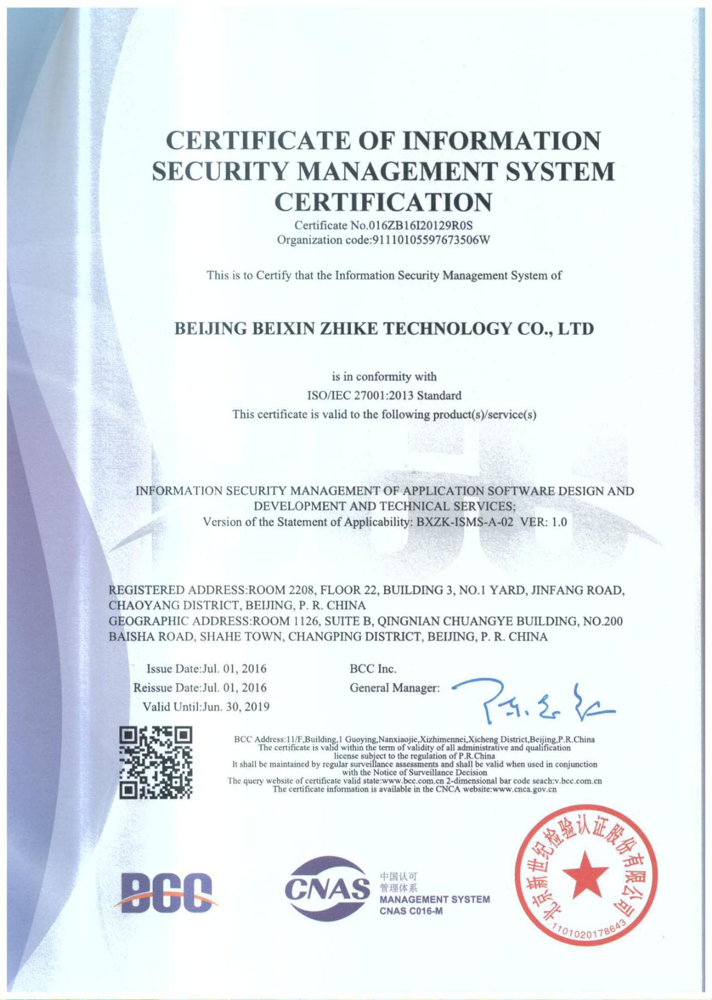 CERTIFICATE OF INFORMATION
SECURITY MANAGEMENT SYSTEM
CERTIFICATION
Certificate No.016ZB16I20129R0S
Organization code:91110105597673506W
This is to Certify that the Information Security Management System of
BEIJING BEIXIN ZHIKE TECHNOLOGY CO., LTD
is in conformity with
ISO/IEC 27001:2013 Standard
This certificate is valid to the following product(s)/service(s)
INFORMATION SECURITY MANAGEMENT OF APPLICATION SOFTWARE DESIGN AND
DEVELOPMENT AND TECHNICAL SERVICES;
Version of the Statement of Applicability: BXZK-ISMS-A-02 VER: 1.0
REGISTERED ADDRESS:ROOM 2208, FLOOR 22, BUILDING 3, NO.1 YARD, JINFANG ROAD,
CHAOYANG DISTRICT, BEIJING, P. R. CHINA
GEOGRAPHIC ADDRESS:ROOM 1126, SUITE B, QINGNIAN CHUANGYE BUILDING, NO.200
BAISHA ROAD, SHAHE TOWN, CHANGPING DISTRICT, BEIJING, P. R. CHINA
Issue Date:Jul. 01, 2016
Reissue Date:Jul. 01, 2016
Valid Until:Jun. 30, 2019
BCC Inc.
General Manager:
BCC Address:11/F,Building,1 Guoying,Nanxiaojie,Xizhimennei,Xicheng District,Beijing,P.R.China
The certificate is valid within the term of validity of all administrative and qualification
license subject to the regulation of P.R.China
It shall be maintained by regular surveillance assessments and shall be valid when used in conjunction
with the Notice of Surveillance Decision
The query website of certificate valid state:www.bcc.com.cn 2-dimensional bar code seach:v.bcc.com.cn
The certificate information is available in the CNCA website:www.cnca.gov.cn
BCC
CNAS
中国认可
管理体系
MANAGEMENT SYSTEM
CNAS C016-M
北京新世纪检验认证股份有限公司
1101020178643